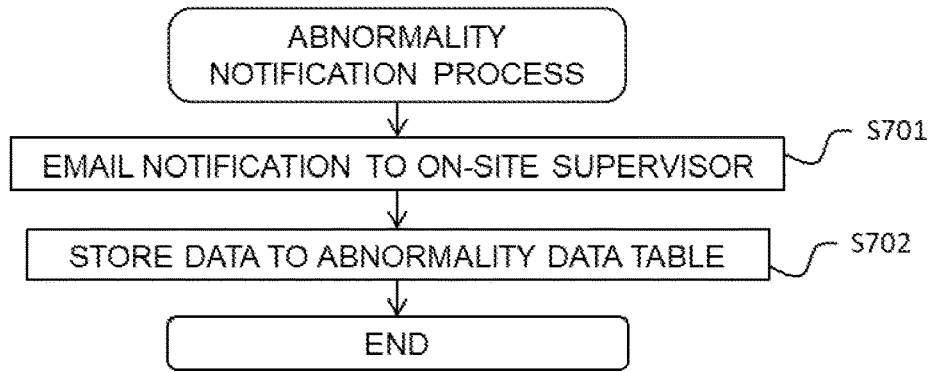 ABNORMALITY
NOTIFICATION PROCESS
EMAIL NOTIFICATION TO ON-SITE SUPERVISOR
S701
STORE DATA TO ABNORMALITY DATA TABLE
S702
END